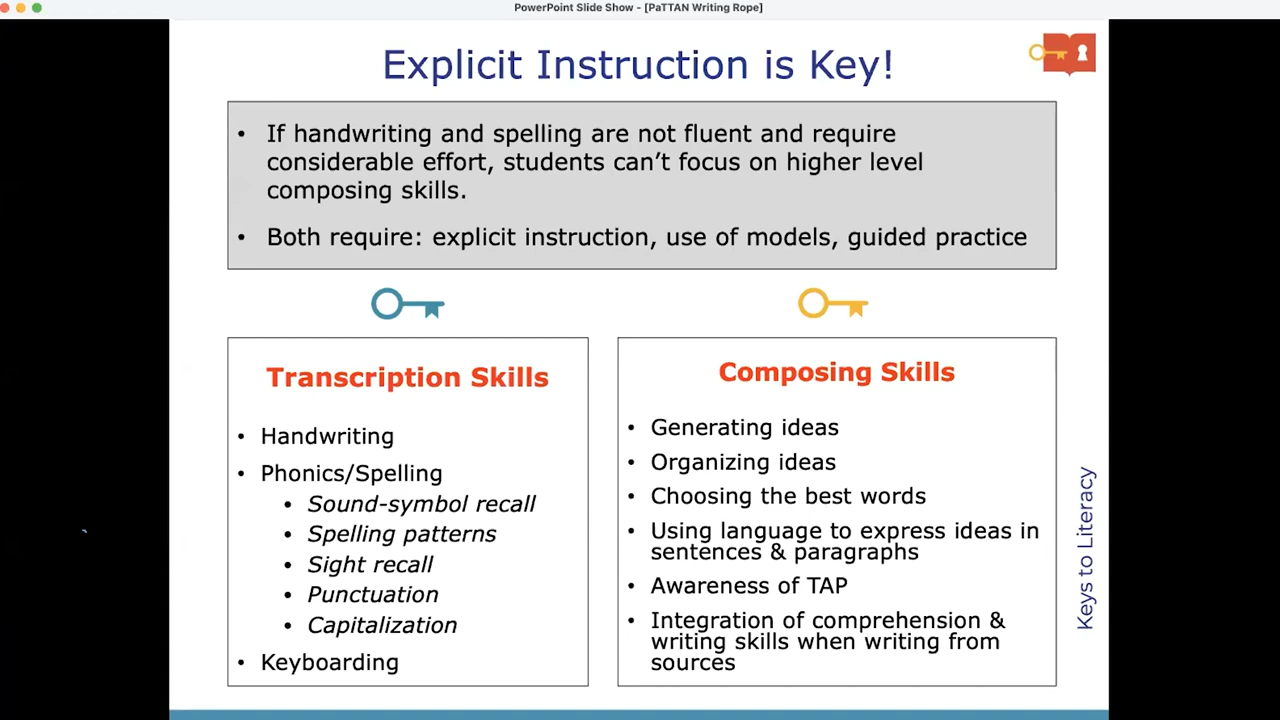 PowerPoint Slide Show - [PaTTAN Writing Rope]
Explicit Instruction is Key!
• If handwriting and spelling are not fluent and require
considerable effort, students can’t focus on higher level
composing skills.
• Both require: explicit instruction, use of models, guided practice
Transcription Skills
• Handwriting
• Phonics/Spelling
• Sound-symbol recall
• Spelling patterns
• Sight recall
• Punctuation
• Capitalization
• Keyboarding
Composing Skills
• Generating ideas
• Organizing ideas
• Choosing the best words
• Using language to express ideas in
sentences & paragraphs
• Awareness of TAP
• Integration of comprehension &
writing skills when writing from
sources
Keys to Literacy